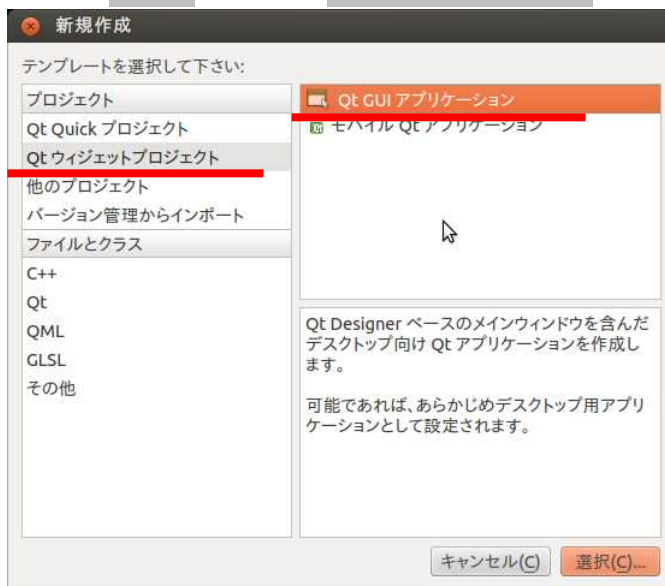 新規作成
テンプレートを選択して下さい:
プロジェクト
Qt Quick プロジェクト
Qt ウィジェットプロジェクト
他のプロジェクト
バージョン管理からインポート
ファイルとクラス
C++
Qt
QML
GLSL
その他
Qt GUI アプリケーション
モバイル Qt アプリケーション
Qt Designer ベースのメインウィンドウを含んだ
デスクトップ向け Qt アプリケーションを作成し
ます。
可能であれば、あらかじめデスクトップ用アプリ
ケーションとして設定されます。
キャンセル(C)
選択(C)...